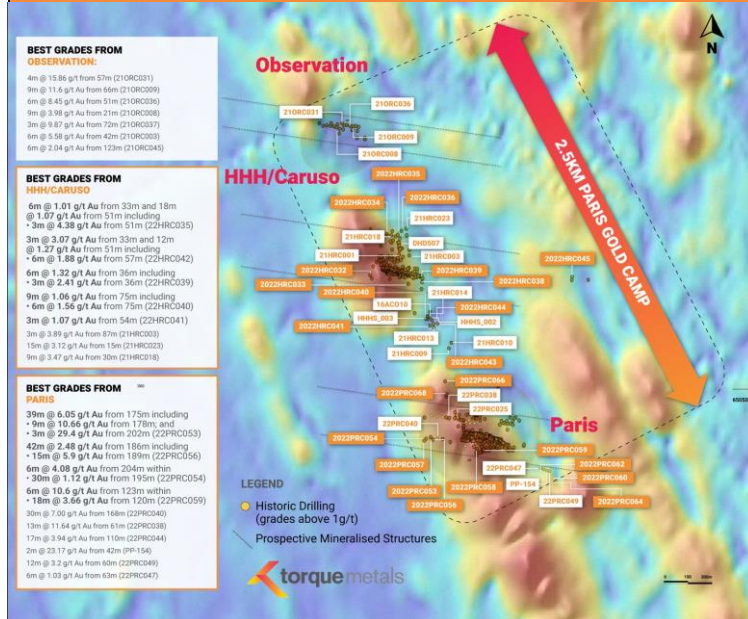 BEST GRADES FROM
OBSERVATION:
4m @ 15.86 g/t from 57m (21ORC031)
9m @ 11.6 g/t Au from 66m (21ORC009)
6m @ 8.45 g/t Au from 51m (21ORC036)
9m @ 3.98 g/t Au from 21m (21ORC008)
3m @ 9.87 g/t Au from 72m (21ORC037)
6m @ 5.58 g/t Au from 42m (21ORC003)
6m @ 2.04 g/t Au from 123m (21ORC045)
BEST GRADES FROM
HHH/CARUSO
6m @ 1.01 g/t Au from 33m and 18m
@ 1.07 g/t Au from 51m including
• 3m @ 4.38 g/t Au from 51m (22HRC035)
3m @ 3.07 g/t Au from 33m and 12m
@ 1.27 g/t Au from 51m including
• 6m @ 1.88 g/t Au from 57m (22HRC042)
6m @ 1.32 g/t Au from 36m including
• 3m @ 2.41 g/t Au from 36m (22HRC039)
9m @ 1.06 g/t Au from 75m including
• 6m @ 1.56 g/t Au from 75m (22HRC040)
3m @ 1.07 g/t Au from 54m (22HRC041)
3m @ 3.89 g/t Au from 87m (21HRC003)
15m @ 3.12 g/t Au from 15m (21HRC023)
9m @ 3.47 g/t Au from 30m (21HRC018)
BEST GRADES FROM
PARIS
39m @ 6.05 g/t Au from 175m including
• 9m @ 10.66 g/t Au from 178m; and
• 3m @ 29.4 g/t Au from 202m (22PRC053)
42m @ 2.48 g/t Au from 186m including
• 15m @ 5.9 g/t Au from 189m (22PRC056)
6m @ 4.08 g/t Au from 204m within
• 30m @ 1.12 g/t Au from 195m (22PRC054)
6m @ 10.6 g/t Au from 123m within
• 18m @ 3.66 g/t Au from 120m (22PRC059)
30m @ 7.00 g/t Au from 168m (22PRC040)
13m @ 11.64 g/t Au from 61m (22PRC038)
17m @ 3.94 g/t Au from 110m (22PRC044)
2m @ 23.17 g/t Au from 42m (PP-154)
12m @ 3.2 g/t Au from 60m (22PRC049)
6m @ 1.03 g/t Au from 63m (22PRC047)
N
Observation
21ORC031
21ORC036
21ORC009
21ORC008
2.5KM PARIS GOLD CAMP
HHH/Caruso
2022HRC035
2022HRC034
2022HRC036
21HRC023
21HRC018
DHD507
21HRC001
21HRC003
2022HRC045
2022HRC032
2022HRC039
2022HRC033
2022HRC038
2022HRC040
21HRC014
16AC010
2022HRC044
HHHS_003
HHHS_002
2022HRC041
21HRC013
21HRC010
21HRC009
2022HRC043
2022PRC066
2022PRC068
22PRC038
22PRC025
Paris
22PRC040
2022PRC054
2022PRC059
2022PRC057
22PRC047
2022PRC062
2022PRC060
2022PRC053
2022PRC058
PP-154
2022PRC056
22PRC049
2022PRC064
LEGEND
Historic Drilling
(grades above 1g/t)
Prospective Mineralised Structures
torquemetals